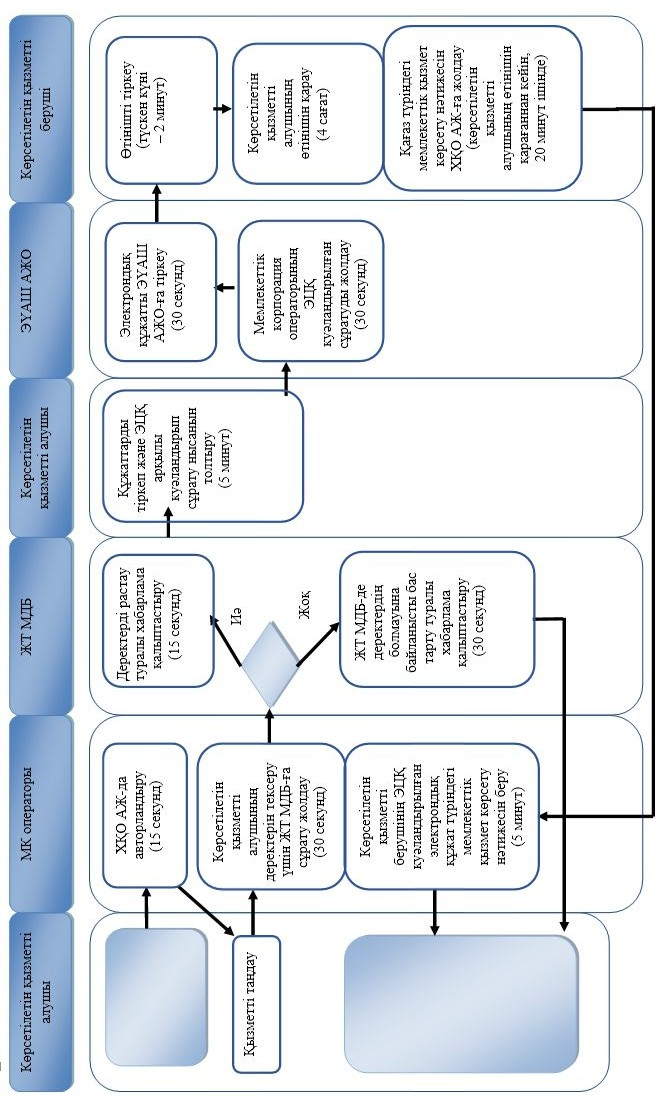 Көрсетілетін қызметті
алушы
МК операторы
ЖТ МДБ
Көрсетілетін
қызметті алушы
ЭҮАШ АЖО
Көрсетілетін қызметті
беруші
Қызметті таңдау
ХҚО АЖ-да
авторландыру
(15 секунд)
Көрсетілетін
қызметті
алушының
деректерін тексеру
үшін ЖТ МДБ-ға
сұрату жолдау
(30 секунд)
Көрсетілетін
қызметті
берушінің ЭЦҚ
куәландырылған
электрондық
құжат түріндегі
мемлекеттік
қызмет көрсету
нәтижесін беру
(5 минут)
Деректерді растау
туралы хабарлама
қалыптастыру
(15 секунд)
Иә
Жоқ
ЖТ МДБ-де
деректердің
болмауына
байланысты бас
тарту туралы
хабарлама
қалыптастыру
(30 секунд)
Құжаттарды
тіркеп және ЭЦҚ
арқылы
куәландырып
сұрату нысанын
толтыру
(5 минут)
Электрондық
құжатты ЭҮАШ
АЖО-ға тіркеу
(30 секунд)
Мемлекеттік
корпорация
операторының
ЭЦҚ
куәландырылған
сұратуды жолдау
(30 секунд)
Өтінішті тіркеу
(түскен күні
– 2 минут)
Көрсетілетін
қызметті
алушының
өтінішін қарау
(4 сағат)
Қағаз түріндегі
мемлекеттік қызмет
көрсету нәтижесін
ХҚО АЖ-ға жолдау
(көрсетілетін
қызметті
алушының өтінішін
қарағаннан кейін,
20 минут ішінде)